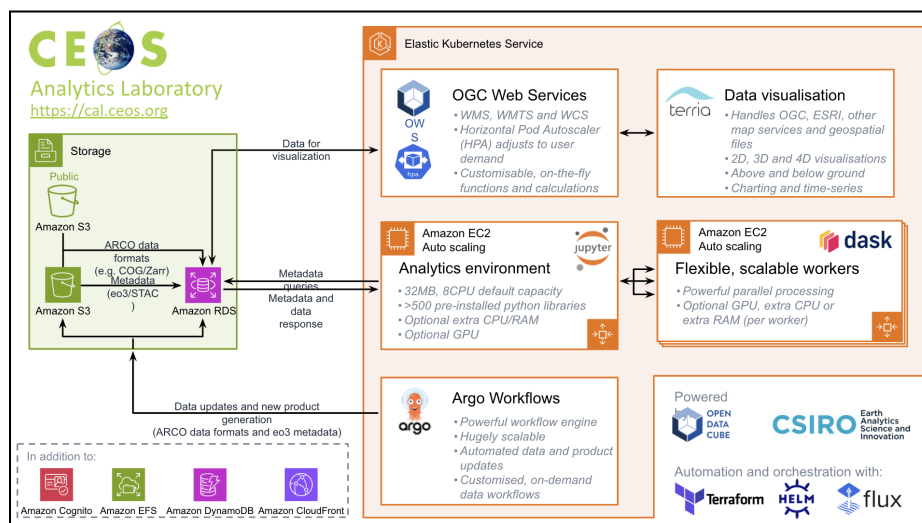 CEOS
Analytics Laboratory
https://cal.ceos.org
Storage
Public
Amazon S3
ARCO data
formats
(e.g. COG/Zarr)
Metadata
(eo3/STAC
)
Amazon S3
Amazon RDS
Data for
visualization
Metadata
queries
Metadata and
data
response
Data updates and new product
generation
(ARCO data formats and eo3 metadata)
In addition to:
Amazon Cognito
Amazon EFS
Amazon DynamoDB
Amazon CloudFront
Elastic Kubernetes Service
OW
S
hpa
OGC Web Services
•WMS, WMTS and WCS
•Horizontal Pod Autoscaler
(HPA) adjusts to user
demand
•Customisable, on-the-fly
functions and calculations
terria
Data visualisation
•Handles OGC, ESRI, other
map services and geospatial
files
•2D, 3D and 4D visualisations
•Above and below ground
•Charting and time-series
Amazon EC2
Auto scaling
jupyter
Analytics environment
•32MB, 8CPU default capacity
•>500 pre-installed python libraries
•Optional extra CPU/RAM
•Optional GPU
Amazon EC2
Auto scaling
dask
Flexible, scalable workers
•Powerful parallel processing
•Optional GPU, extra CPU or
extra RAM (per worker)
argo
Argo Workflows
•Powerful workflow engine
•Hugely scalable
•Automated data and product
updates
•Customised, on-demand
data workflows
Powered
OPEN
DATA
CUBE
CSIRO
Earth
Analytics
Science and
Innovation
Automation and orchestration with:
Terraform
HELM
flux